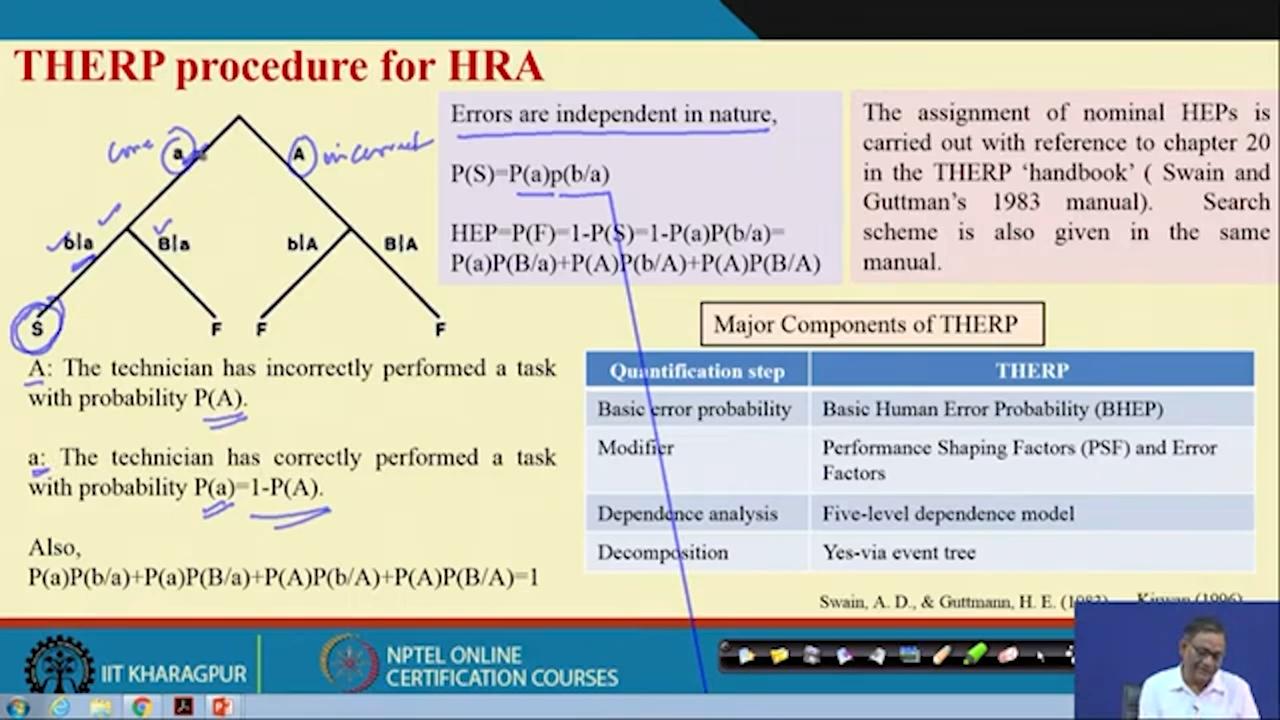 THERP procedure for HRA
corre
a
A
incorrect
b|a
B|a
b|A
B|A
S
F
F
F
A: The technician has incorrectly performed a task
with probability P(A).
a: The technician has correctly performed a task
with probability P(a)=1-P(A).
Also,
P(a)P(b/a)+P(a)P(B/a)+P(A)P(b/A)+P(A)P(B/A)=1
Errors are independent in nature,
P(S)=P(a)p(b/a)
HEP=P(F)=1-P(S)=1-P(a)P(b/a)=
P(a)P(B/a)+P(A)P(b/A)+P(A)P(B/A)
The assignment of nominal HEPs is
carried out with reference to chapter 20
in the THERP ‘handbook’ ( Swain and
Guttman’s 1983 manual). Search
scheme is also given in the same
manual.
Major Components of THERP
Quantification step THERP
Basic error probability Basic Human Error Probability (BHEP)
Modifier Performance Shaping Factors (PSF) and Error
Factors
Dependence analysis Five-level dependence model
Decomposition Yes-via event tree
Swain, A. D., & Guttmann, H. E. (1983) Kirwan (1996)
IIT KHARAGPUR
NPTEL ONLINE
CERTIFICATION COURSES